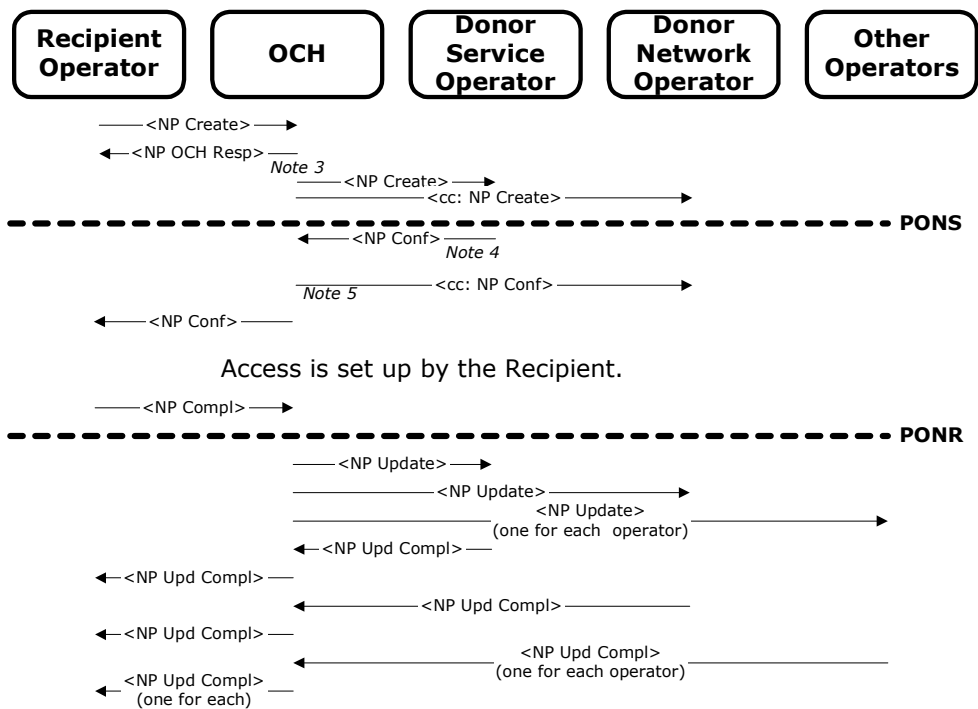 Recipient
Operator
OCH
Donor
Service
Operator
Donor
Network
Operator
Other
Operators
<NP Create>
<NP OCH Resp>
Note 3
<NP Create>
<cc: NP Create>
PONS
<NP Conf>
Note 4
Note 5
<cc: NP Conf>
<NP Conf>
Access is set up by the Recipient.
<NP Compl>
PONR
<NP Update>
<NP Update>
<NP Update>
(one for each operator)
<NP Upd Compl>
<NP Upd Compl>
<NP Upd Compl>
<NP Upd Compl>
<NP Upd Compl>
(one for each operator)
<NP Upd Compl>
(one for each)